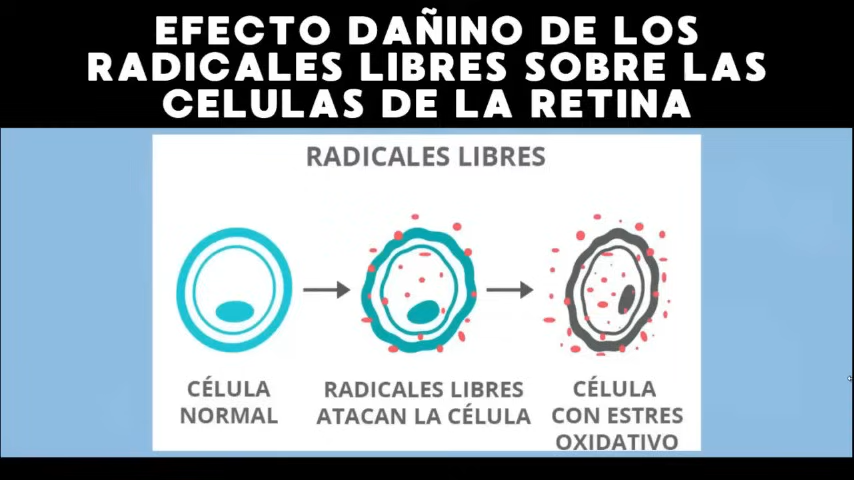 EFECTO DAÑINO DE LOS
RADICALES LIBRES SOBRE LAS
CELULAS DE LA RETINA
RADICALES LIBRES
CÉLULA
NORMAL
RADICALES LIBRES
ATACAN LA CÉLULA
CÉLULA
CON ESTRES
OXIDATIVO